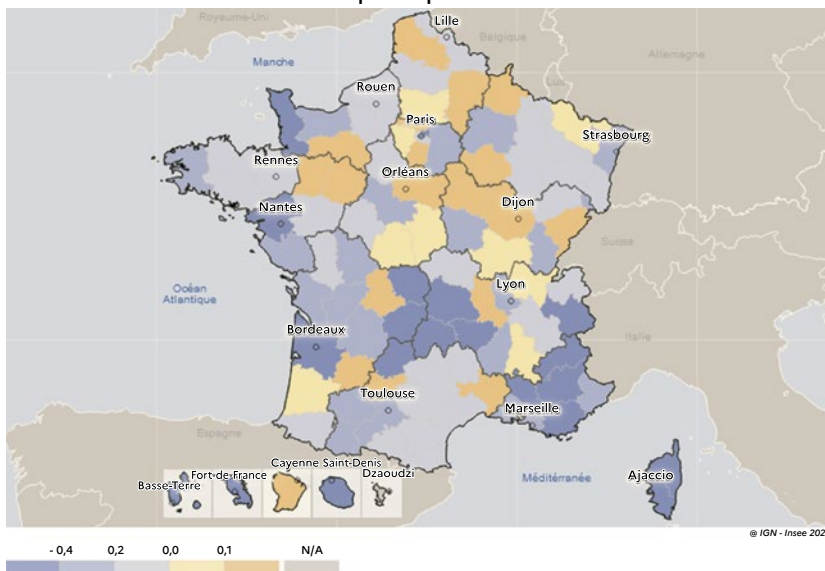 Lille
Royaume-Uni
Belgique
Manche
Allemagne
Lux
Rouen
Paris
Strasbourg
Rennes
Orléans
Dijon
Nantes
Suisse
Océan
Atlantique
Lyon
Bordeaux
Italie
Toulouse
Marseille
Espagne
Cayenne Saint-Denis
Fort-de-France
Dzaoudzi
Basse-Terre
Méditérranée
Ajaccio
@ IGN - Insee 202
- 0,4 0,2 0,0 0,1 N/A